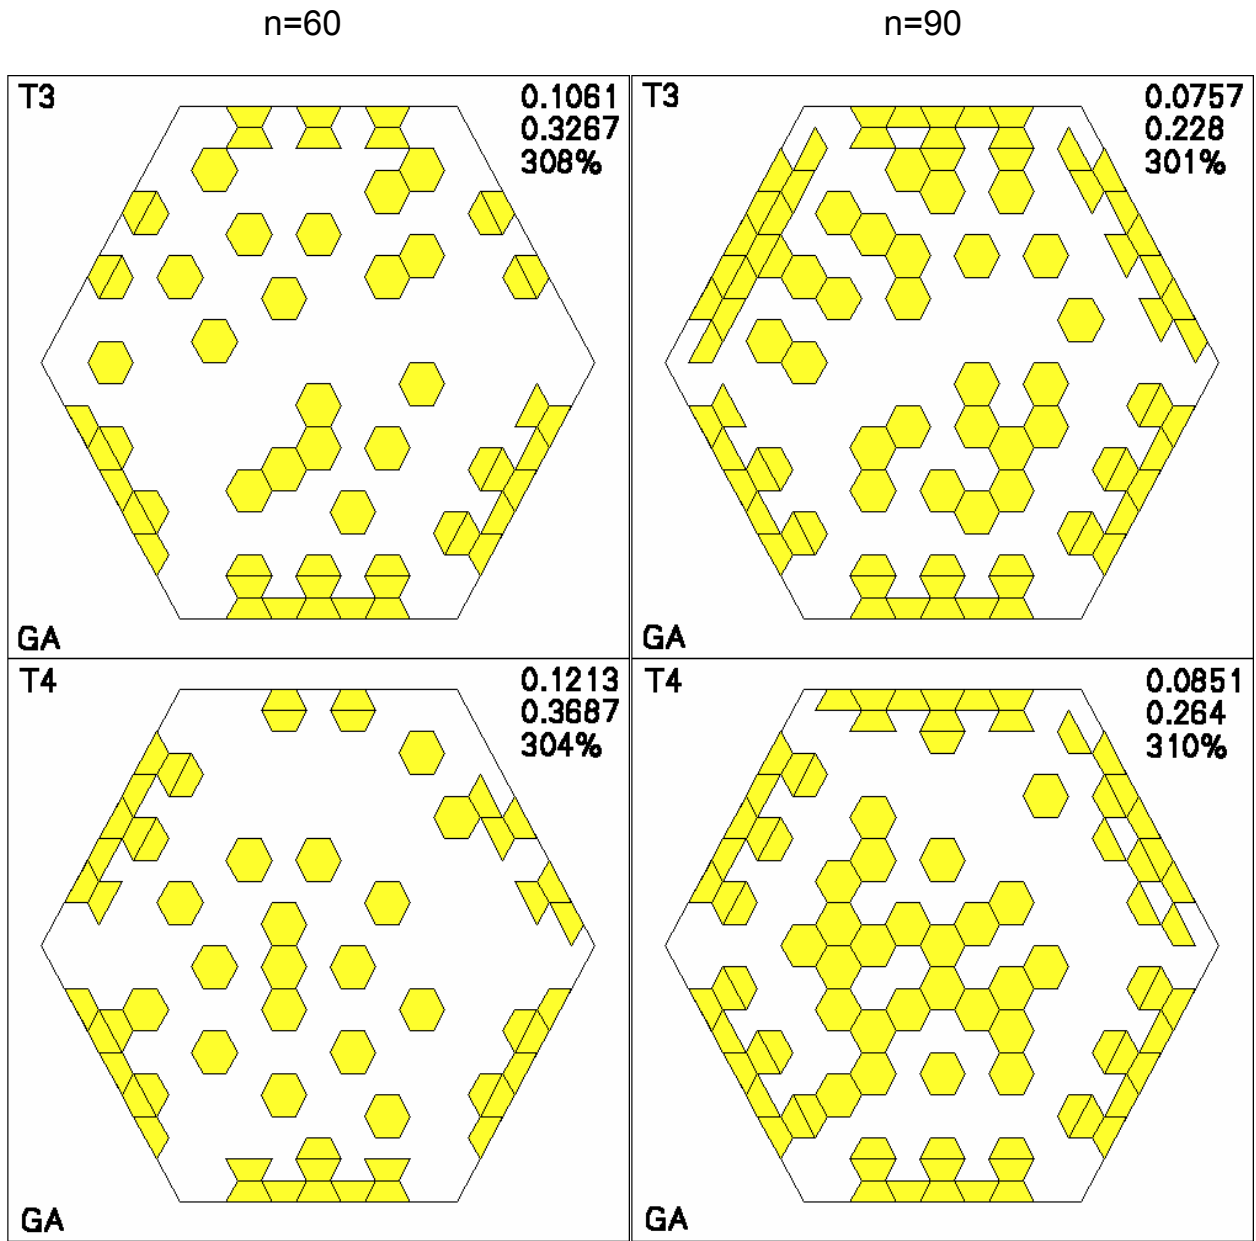 n=60
n=90
T3
0.1061
0.3267
308%
GA
T3
0.0757
0.228
301%
GA
T4
0.1213
0.3687
304%
GA
T4
0.0851
0.264
310%
GA